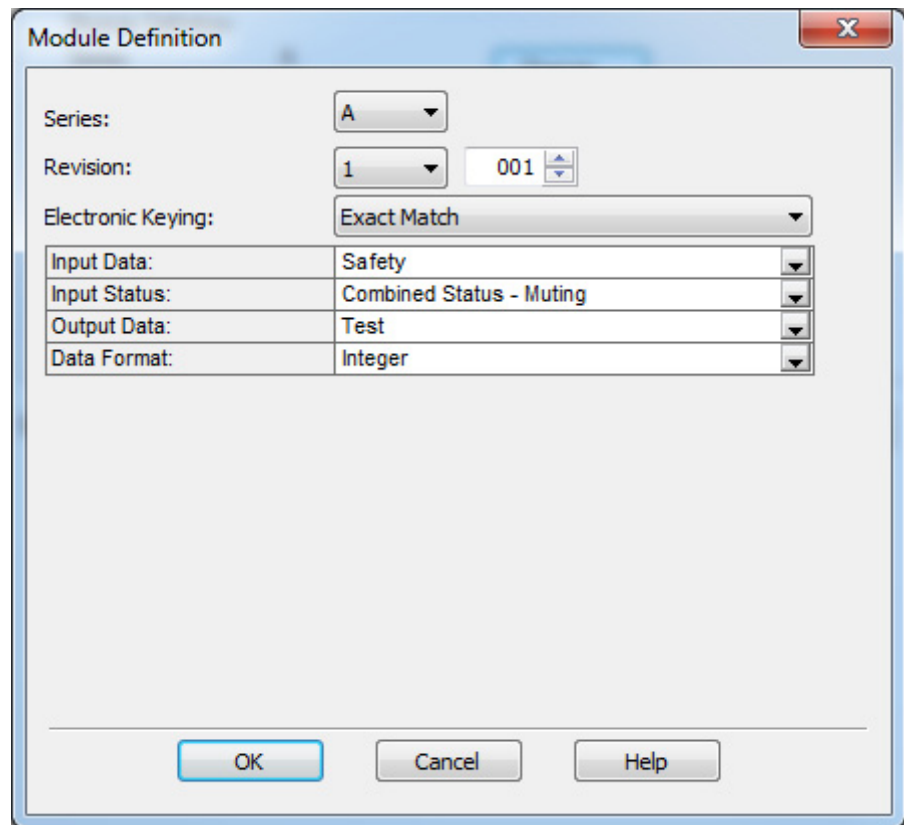 Module Definition
Series: A
Revision: 1 001
Electronic Keying: Exact Match
Input Data: Safety
Input Status: Combined Status - Muting
Output Data: Test
Data Format: Integer
OK Cancel Help